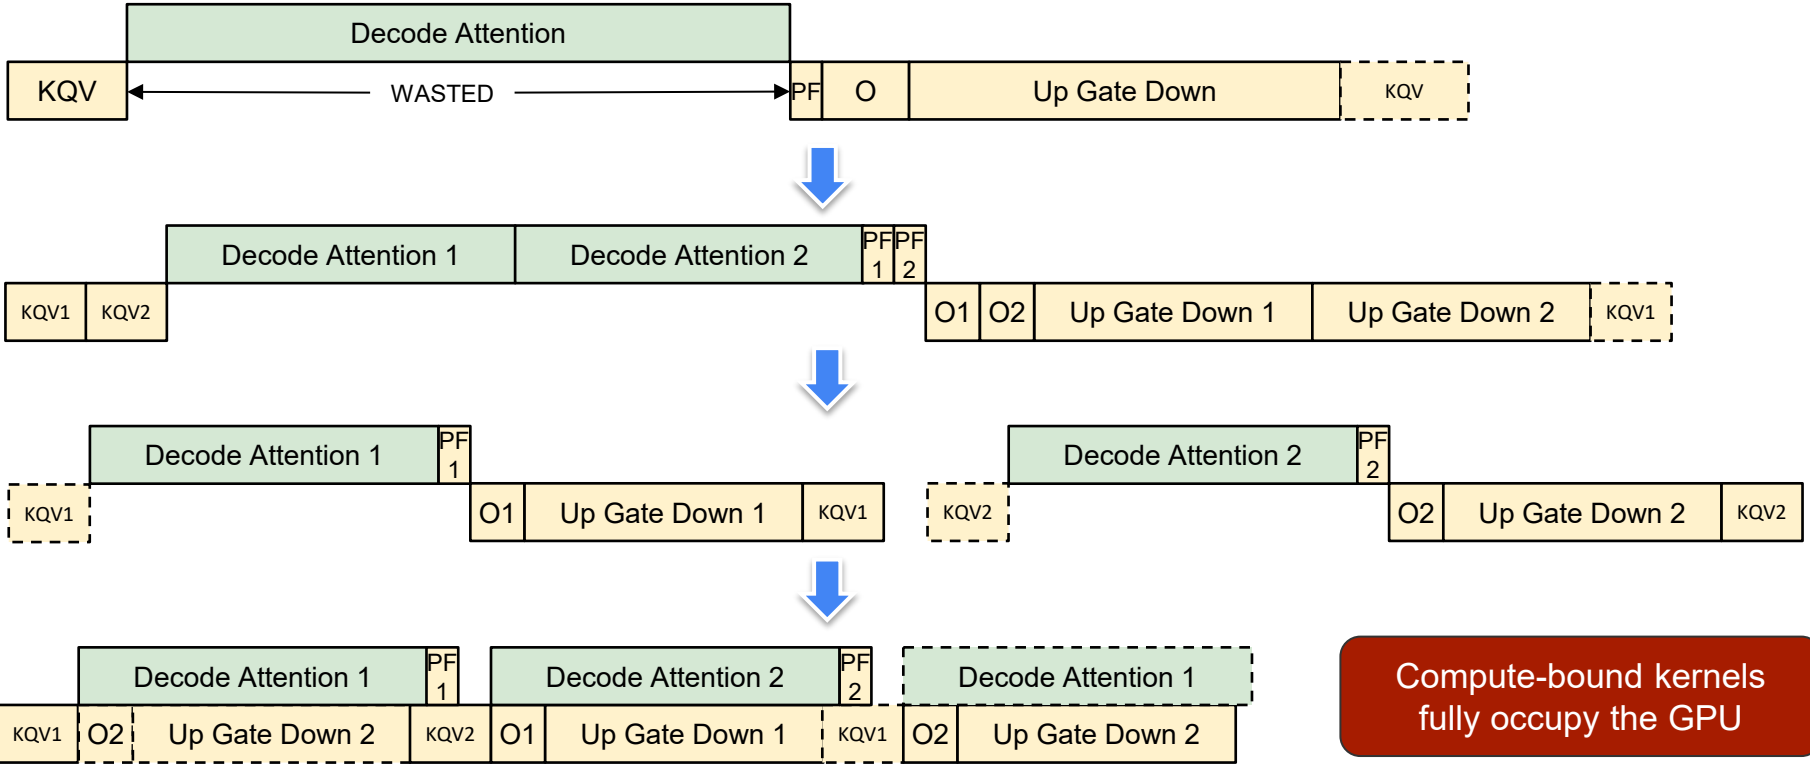 Decode Attention
KQV
WASTED
PF
O
Up Gate Down
KQV
Decode Attention 1
Decode Attention 2
PF
1
PF
2
KQV1
KQV2
O1
O2
Up Gate Down 1
Up Gate Down 2
KQV1
Decode Attention 1
PF
1
KQV1
O1
Up Gate Down 1
KQV1
Decode Attention 2
PF
2
KQV2
O2
Up Gate Down 2
KQV2
Decode Attention 1
PF
1
Decode Attention 2
PF
2
Decode Attention 1
KQV1
O2
Up Gate Down 2
KQV2
O1
Up Gate Down 1
KQV1
O2
Up Gate Down 2
Compute-bound kernels
fully occupy the GPU